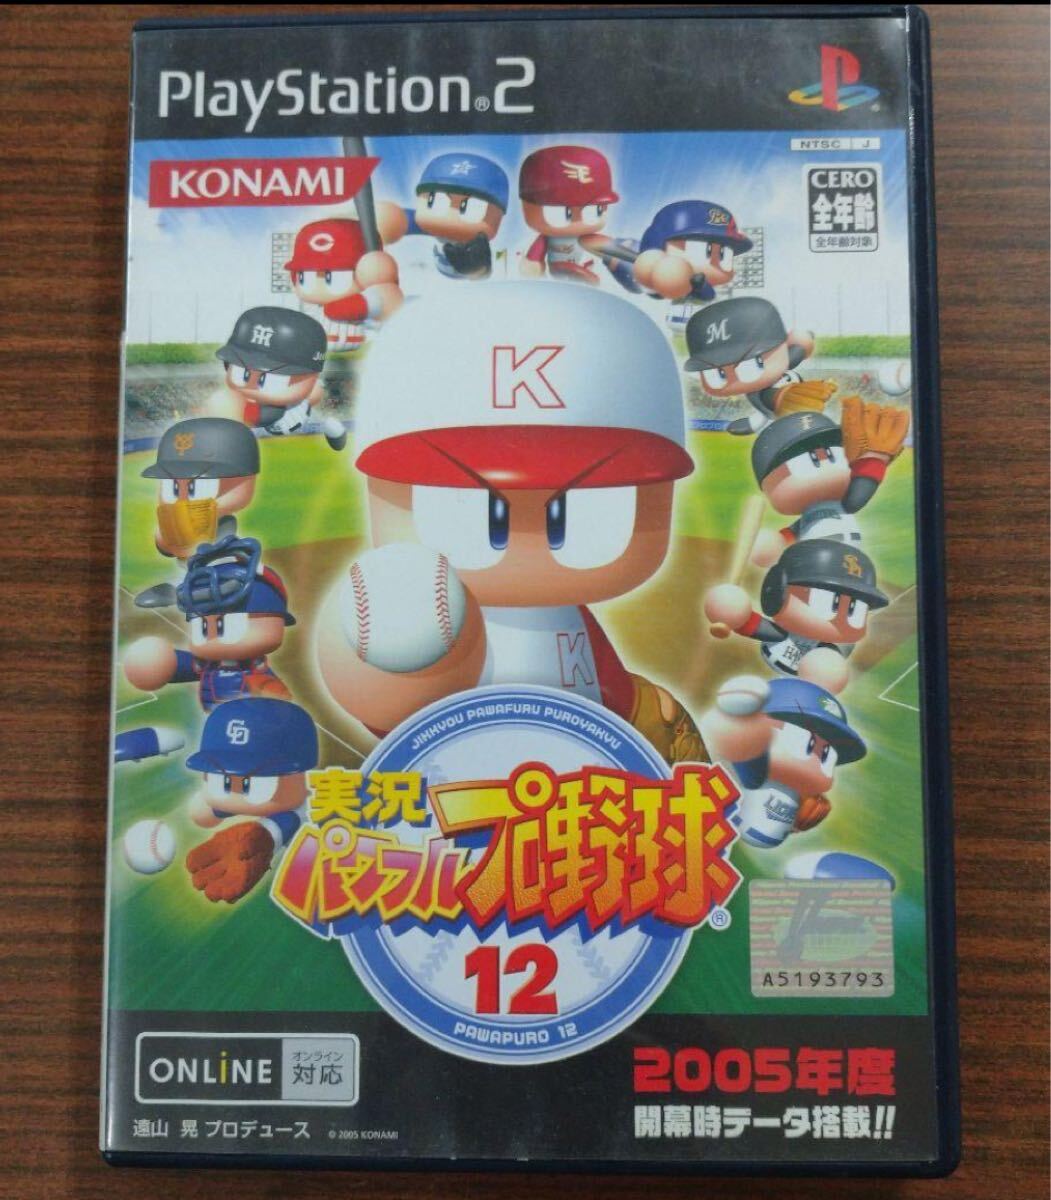 PlayStation®2
NTSC J
KONAMI
CERO
全年齢
全年齢対象
K
K
JIKKYOU PAWAFURU PUROYAKYU
実況
パワフルプロ野球®
12
PAWAPURO 12
A5193793
ONLiNE
オンライン
対応
2005年度
開幕時データ搭載!!
遠山 晃 プロデュース
© 2005 KONAMI